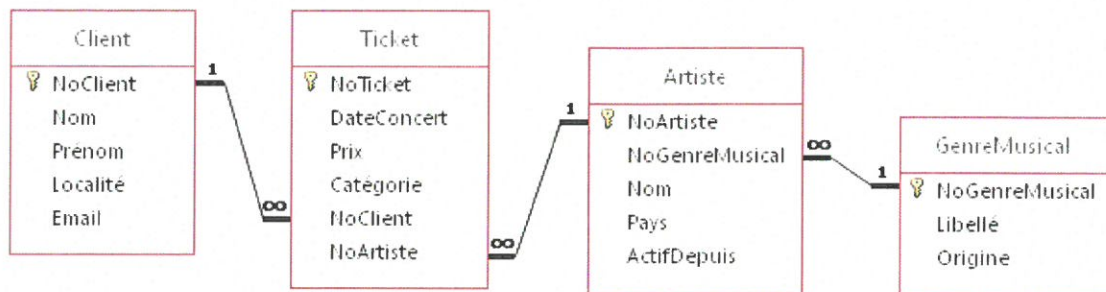 Client
NoClient
Nom
Prénom
Localité
Email
1
∞
Ticket
NoTicket
DateConcert
Prix
Catégorie
NoClient
NoArtiste
∞
1
Artiste
NoArtiste
NoGenreMusical
Nom
Pays
ActifDepuis
∞
1
GenreMusical
NoGenreMusical
Libellé
Origine